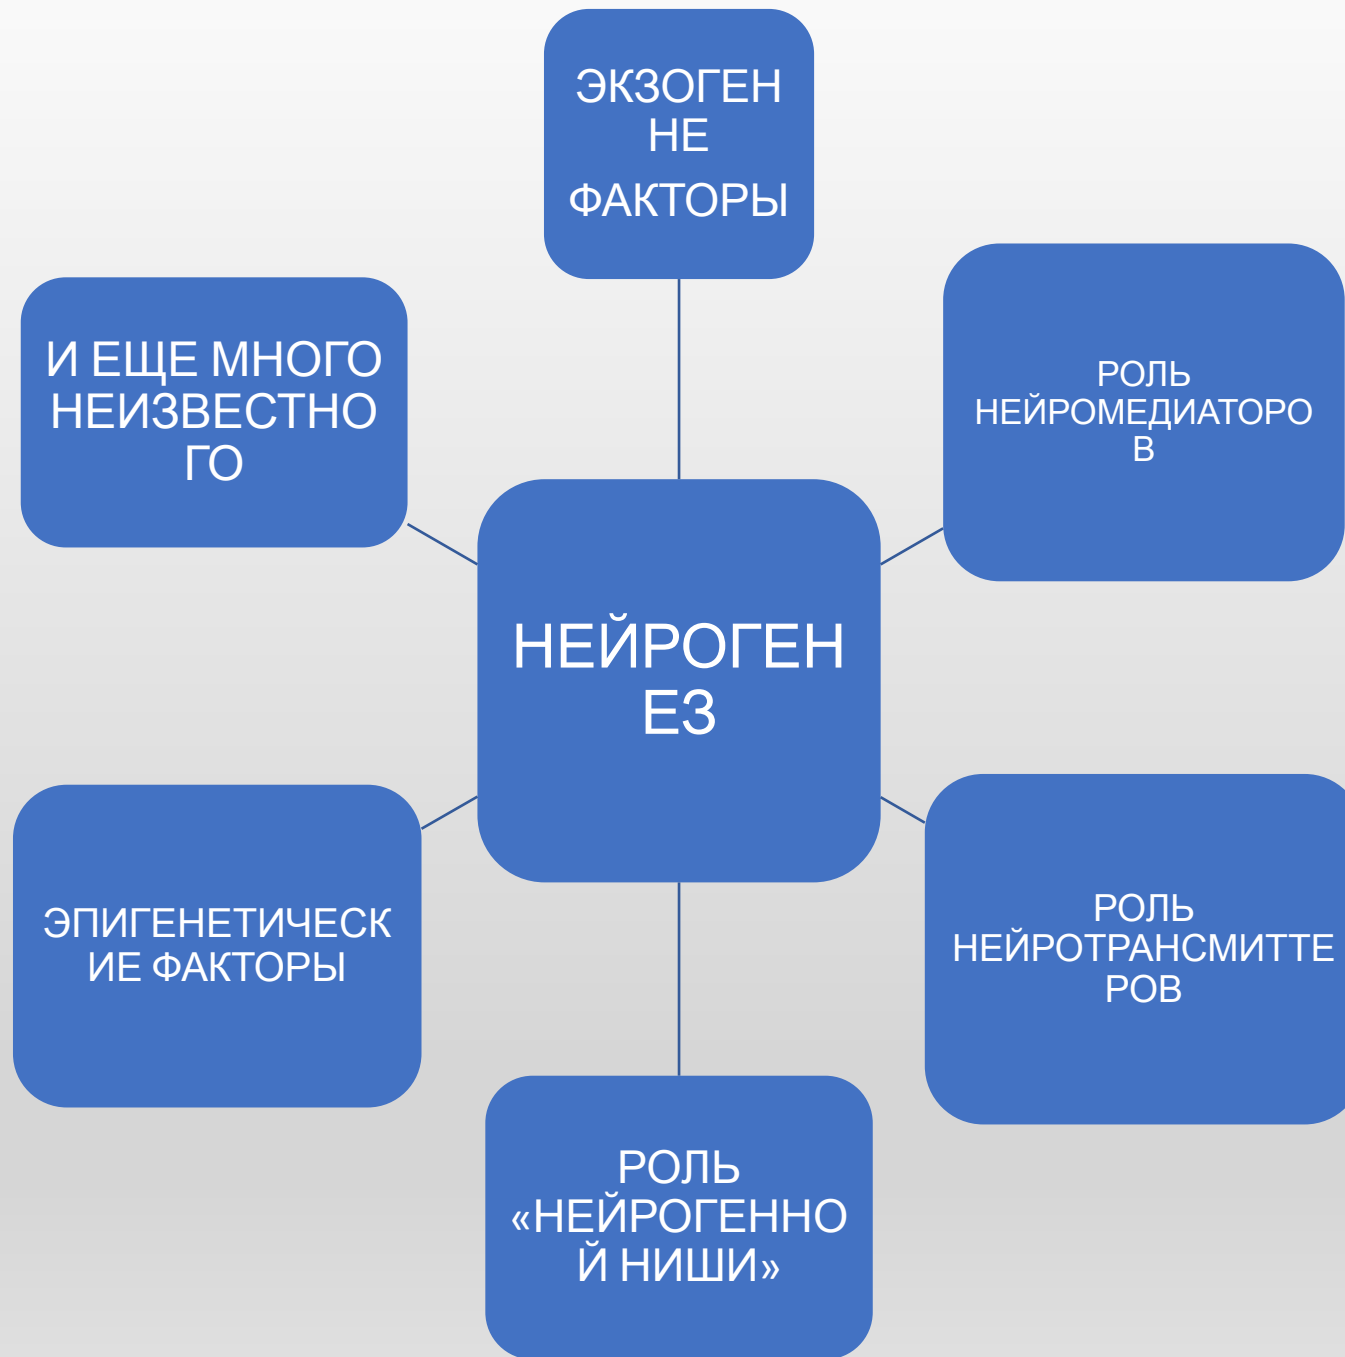 ЭКЗОГЕН
НЕ
ФАКТОРЫ
И ЕЩЕ МНОГО
НЕИЗВЕСТНО
ГО
РОЛЬ
НЕЙРОМЕДИАТОРО
В
НЕЙРОГЕН
ЕЗ
ЭПИГЕНЕТИЧЕСК
ИЕ ФАКТОРЫ
РОЛЬ
НЕЙРОТРАНСМИТТЕ
РОВ
РОЛЬ
«НЕЙРОГЕННО
Й НИШИ»